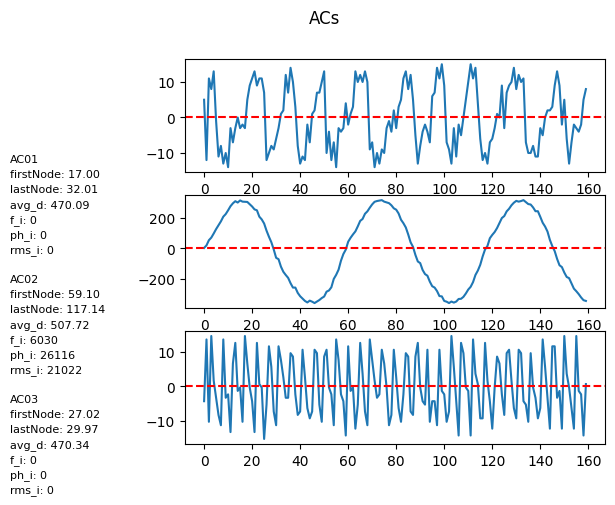 ACs
10
0
−10
0 20 40 60 80 100 120 140 160
AC01
firstNode: 17.00
lastNode: 32.01
avg_d: 470.09
f_i: 0
ph_i: 0
rms_i: 0
200
0
−200
0 20 40 60 80 100 120 140 160
AC02
firstNode: 59.10
lastNode: 117.14
avg_d: 507.72
f_i: 6030
ph_i: 26116
rms_i: 21022
10
0
−10
0 20 40 60 80 100 120 140 160
AC03
firstNode: 27.02
lastNode: 29.97
avg_d: 470.34
f_i: 0
ph_i: 0
rms_i: 0